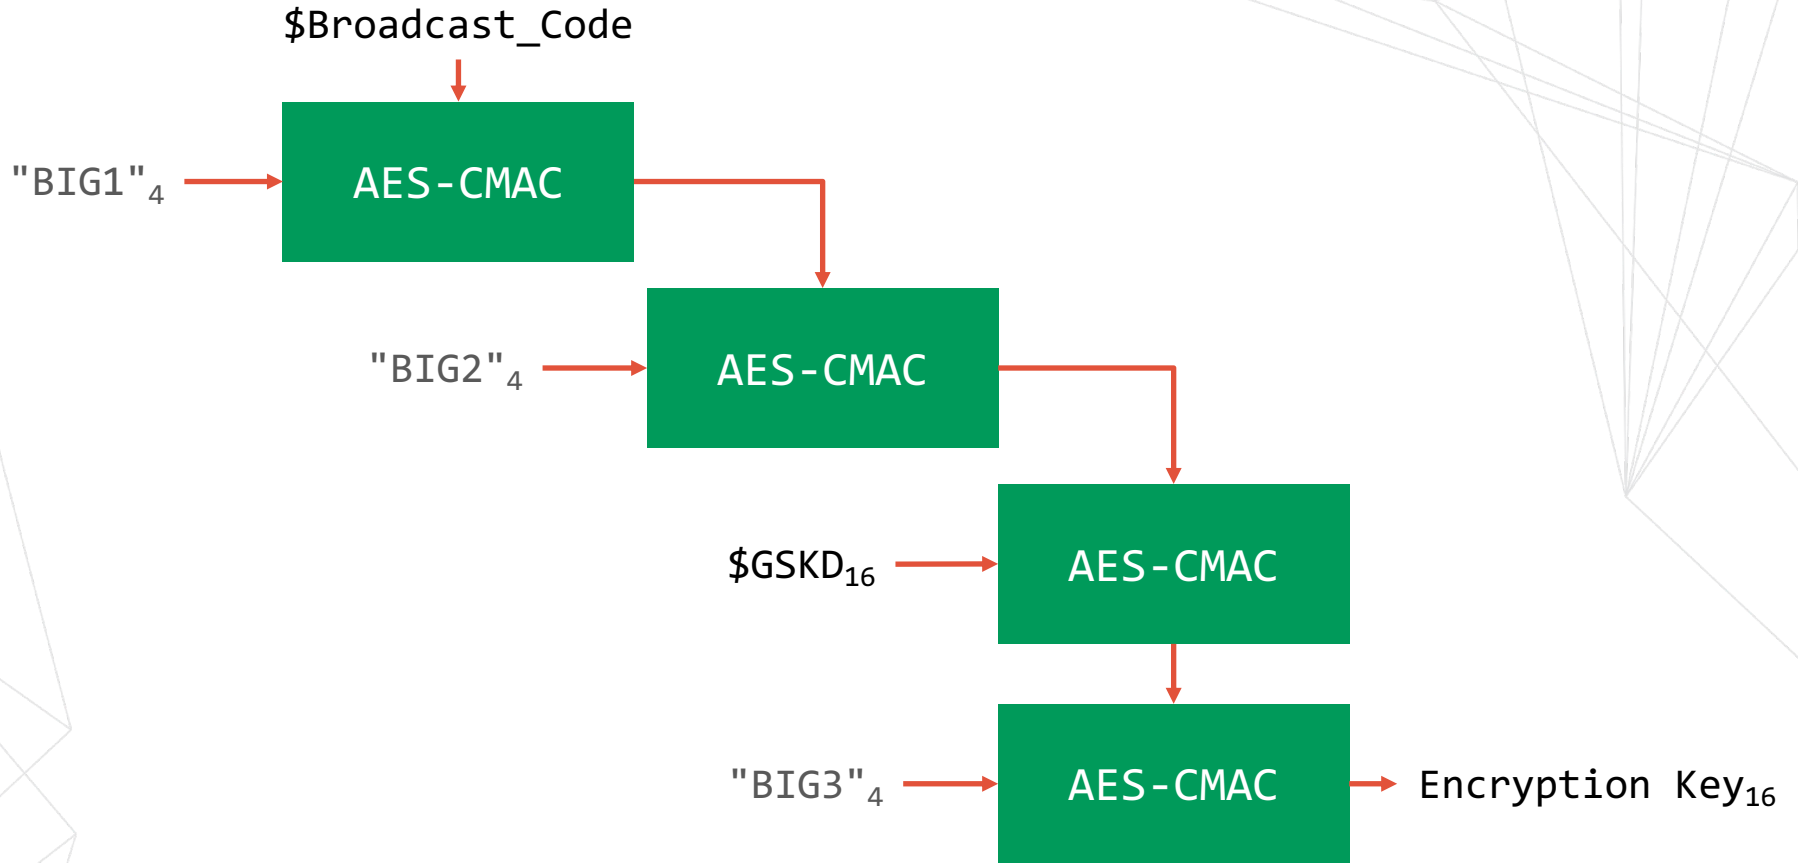 $Broadcast_Code
"BIG1"4
AES-CMAC
"BIG2"4
AES-CMAC
$GSKD16
AES-CMAC
"BIG3"4
AES-CMAC
Encryption Key16